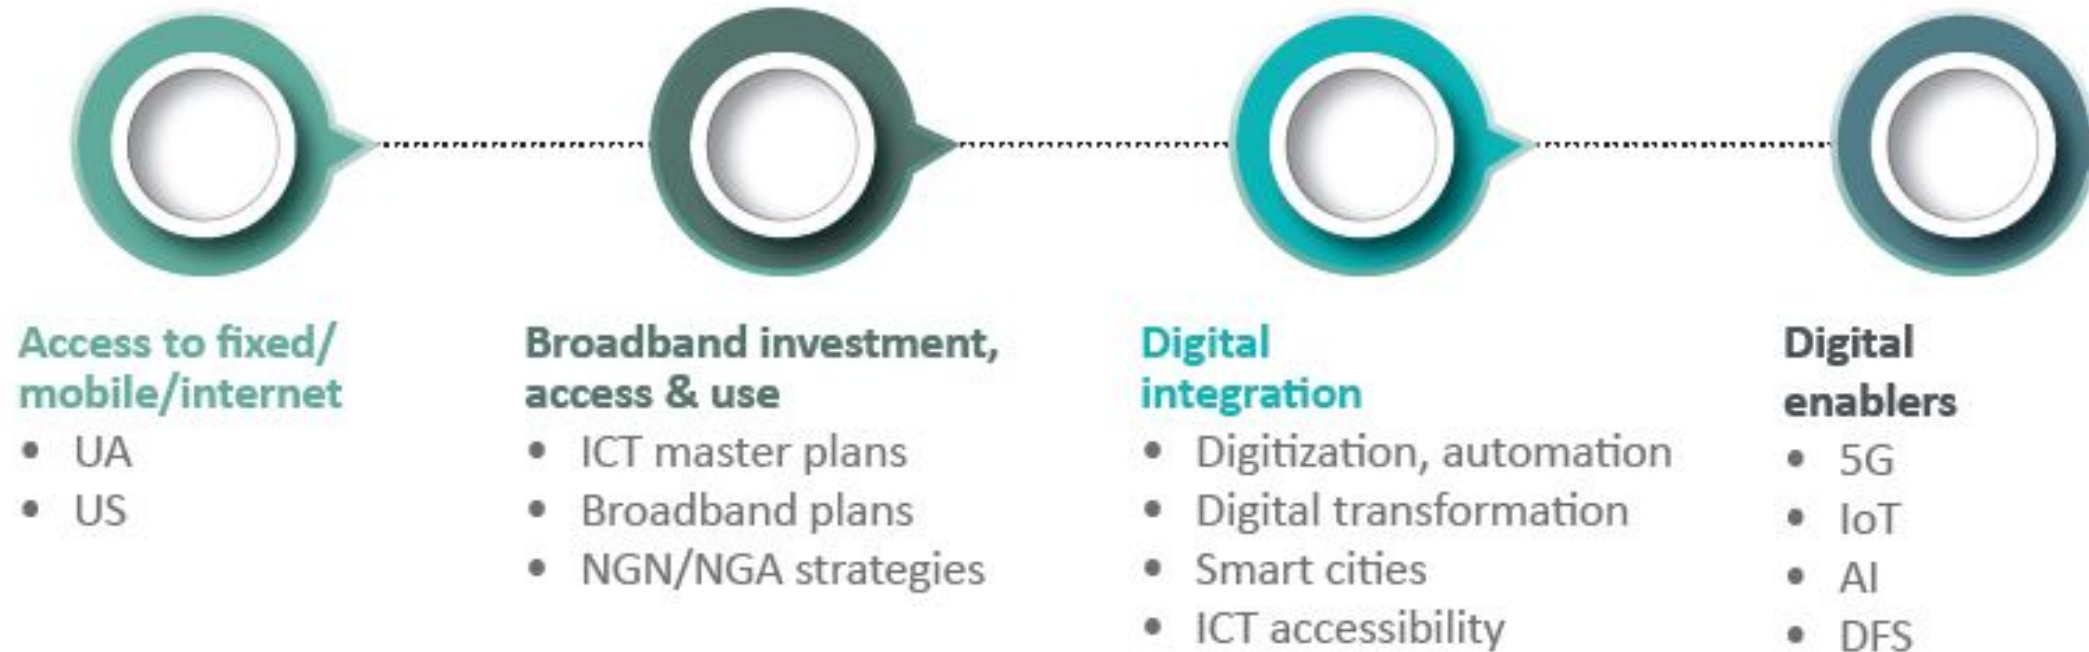 Access to fixed/
mobile/internet
• UA
• US
Broadband investment,
access & use
• ICT master plans
• Broadband plans
• NGN/NGA strategies
Digital
integration
• Digitization, automation
• Digital transformation
• Smart cities
• ICT accessibility
Digital
enablers
• 5G
• IoT
• AI
• DFS